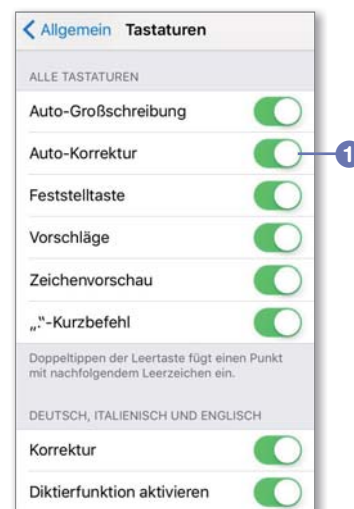 Allgemein Tastaturen
ALLE TASTATUREN
Auto-Großschreibung
Auto-Korrektur
1
Feststelltaste
Vorschläge
Zeichenvorschau
„.“-Kurzbefehl
Doppeltippen der Leertaste fügt einen Punkt
mit nachfolgendem Leerzeichen ein.
DEUTSCH, ITALIENISCH UND ENGLISCH
Korrektur
Diktierfunktion aktivieren